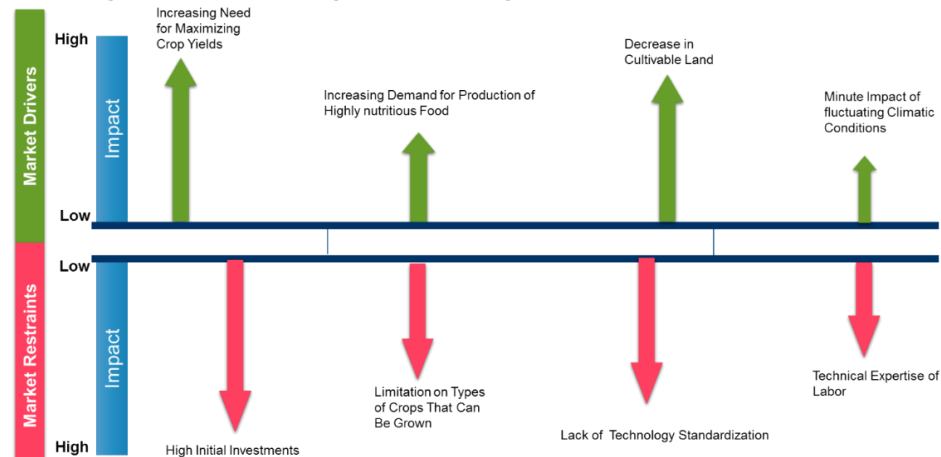 Increasing Need
for Maximizing
Crop Yields
High
Decrease in
Cultivable Land
Increasing Demand for Production of
Highly nutritious Food
Minute Impact of
fluctuating Climatic
Conditions
Market Drivers
Impact
Low
Low
Market Restraints
Impact
Technical Expertise of
Labor
Limitation on Types
of Crops That Can
Be Grown
Lack of Technology Standardization
High
High Initial Investments